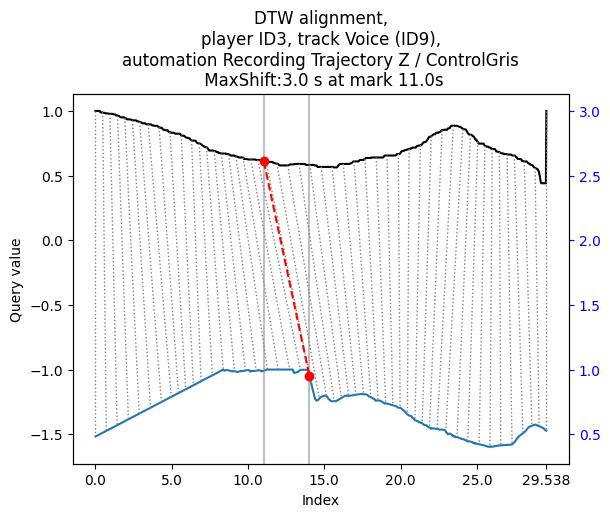 DTW alignment,
player ID3, track Voice (ID9),
automation Recording Trajectory Z / ControlGris
MaxShift:3.0 s at mark 11.0s
1.0
0.5
0.0
−0.5
−1.0
−1.5
Query value
3.0
2.5
2.0
1.5
1.0
0.5
0.0 5.0 10.0 15.0 20.0 25.0 29.538
Index